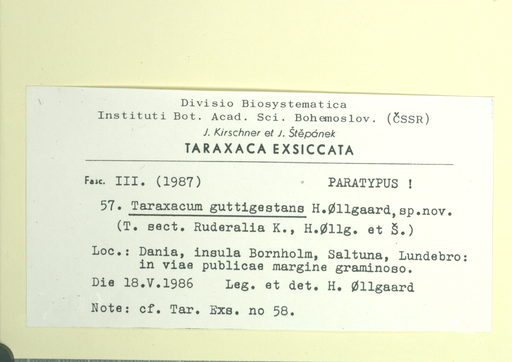 Divisio Biosystematica
Instituti Bot. Acad. Sci. Bohemoslov. (ČSSR)
J. Kirschner et J. Štěpánek
TARAXACA EXSICCATA
Fasc. III. (1987) PARATYPUS !
57. Taraxacum guttigestans H.Øllgaard, sp.nov.
(T. sect. Ruderalia K., H.Øllg. et Š.)
Loc.: Dania, insula Bornholm, Saltuna, Lundebro:
in viae publicae margine graminoso.
Die 18.V.1986 Leg. et det. H. Øllgaard
Note: cf. Tar. Exs. no 58.